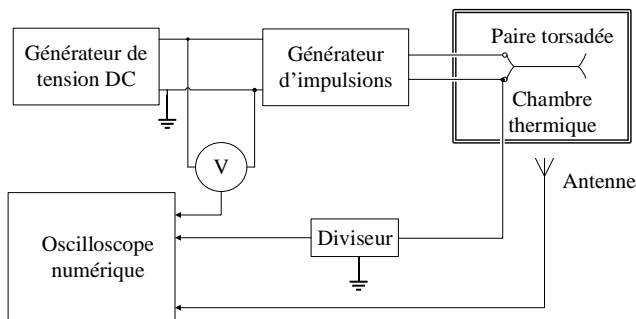 Générateur de
tension DC
Générateur
d'impulsions
Paire torsadée
Chambre
thermique
V
Antenne
Oscilloscope
numérique
Diviseur